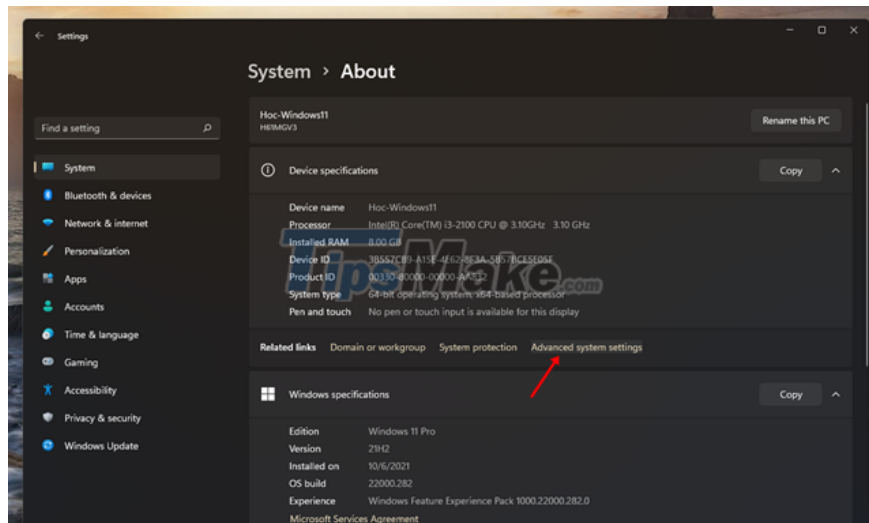 Settings
System > About
Find a setting
System
Bluetooth & devices
Network & internet
Personalization
Apps
Accounts
Time & language
Gaming
Accessibility
Privacy & security
Windows Update
Hoc-Windows11
H61MGV3
Rename this PC
Device specifications
Copy
Device name Hoc-Windows11
Processor Intel(R) Core(TM) i3-2100 CPU @ 3.10GHz 3.10 GHz
Installed RAM 8.00 GB
Device ID
Product ID 00330-80000-00000-
System type 64-bit operating system, x64-based processor
Pen and touch No pen or touch input is available for this display
TipsMake.com
Related links Domain or workgroup System protection Advanced system settings
Windows specifications
Copy
Edition Windows 11 Pro
Version 21H2
Installed on 10/6/2021
OS build 22000.282
Experience Windows Feature Experience Pack 1000.22000.282.0
Microsoft Services Agreement